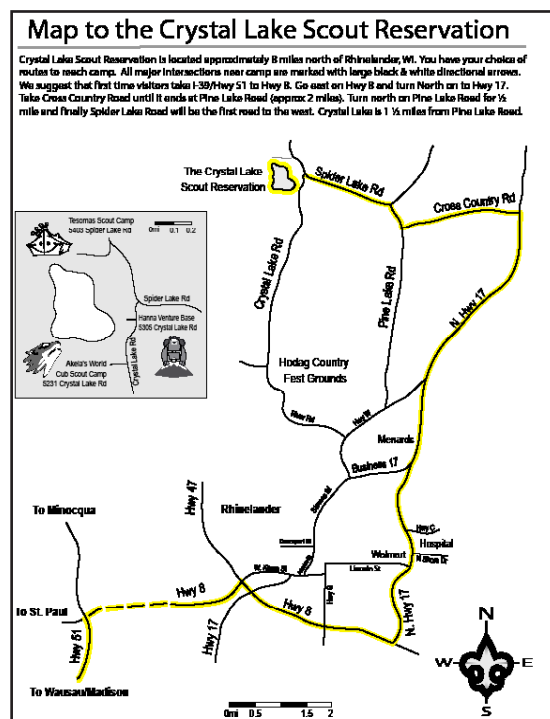 Map to the Crystal Lake Scout Reservation
Crystal Lake Scout Reservation is located approximately 8 miles north of Rhinelander, WI. You have your choice of
routes to reach camp. All major intersections near camp are marked with large black & white directional arrows.
We suggest that first time visitors take I-39/Hwy 51 to Hwy 8. Go east on Hwy 8 and turn North on to Hwy 17.
Take Cross Country Road until it ends at Pine Lake Road (approx 2 miles). Turn north on Pine Lake Road for ½
mile and finally Spider Lake Road will be the first road to the west. Crystal Lake is 1 ½ miles from Pine Lake Road.
The Crystal Lake
Scout Reservation
Spider Lake Rd
Cross Country Rd
Tesomas Scout Camp
5403 Spider Lake Rd
0mi 0.1 0.2
Spider Lake Rd
Hanna Venture Base
5305 Crystal Lake Rd
Crystal Lake Rd
Akela's World
Cub Scout Camp
5231 Crystal Lake Rd
Crystal Lake Rd
Pine Lake Rd
N. Hwy 17
Hodag Country
Fest Grounds
River Rd
Hwy W
Menards
Business 17
Hwy 47
Rhinelander
To Minocqua
Hwy C
Hospital
N Shore Dr
Walmart
Lincoln St
Hwy 8
To St. Paul
Hwy 51
Hwy 17
Hwy 8
N. Hwy 17
To Wausau/Madison
0mi 0.5 1 1.5 2
N
W
E
S